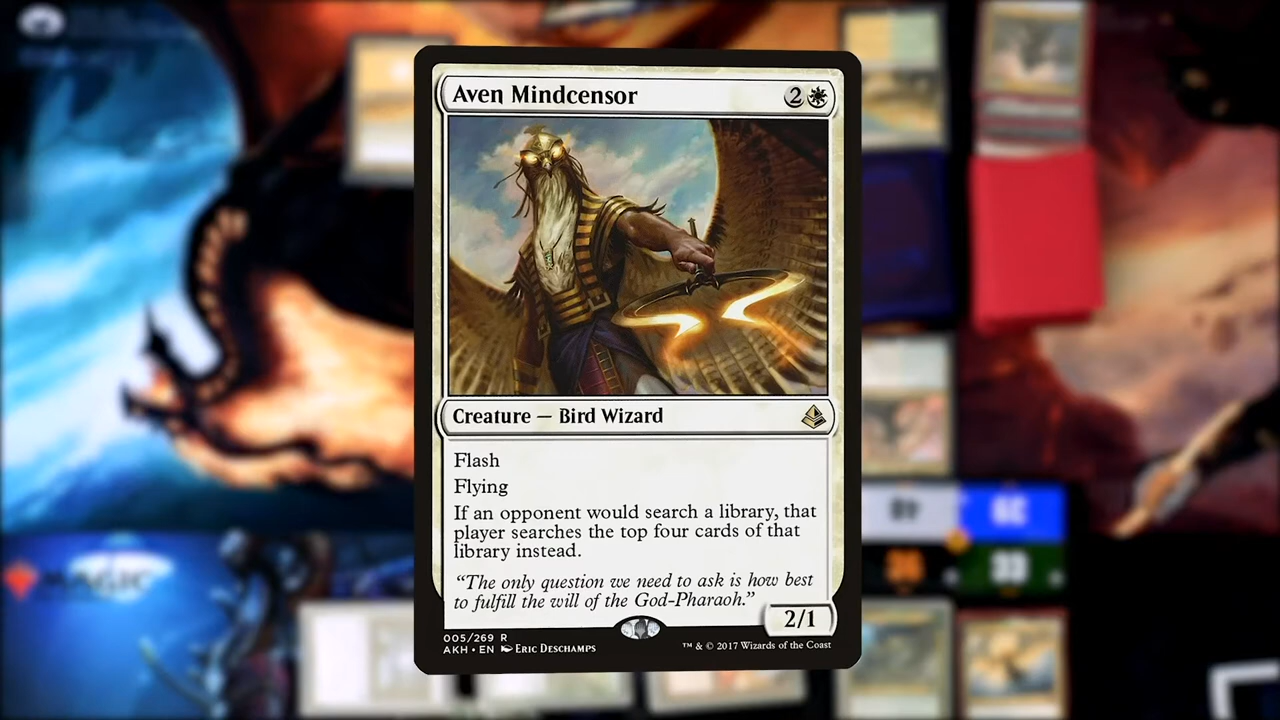 Aven Mindcensor 2
Creature — Bird Wizard
Flash
Flying
If an opponent would search a library, that
player searches the top four cards of that
library instead.
“The only question we need to ask is how best
to fulfill the will of the God-Pharaoh.”
2/1
005/269 R
AKH • EN Eric Deschamps
™ & © 2017 Wizards of the Coast
MAGIC
36
33